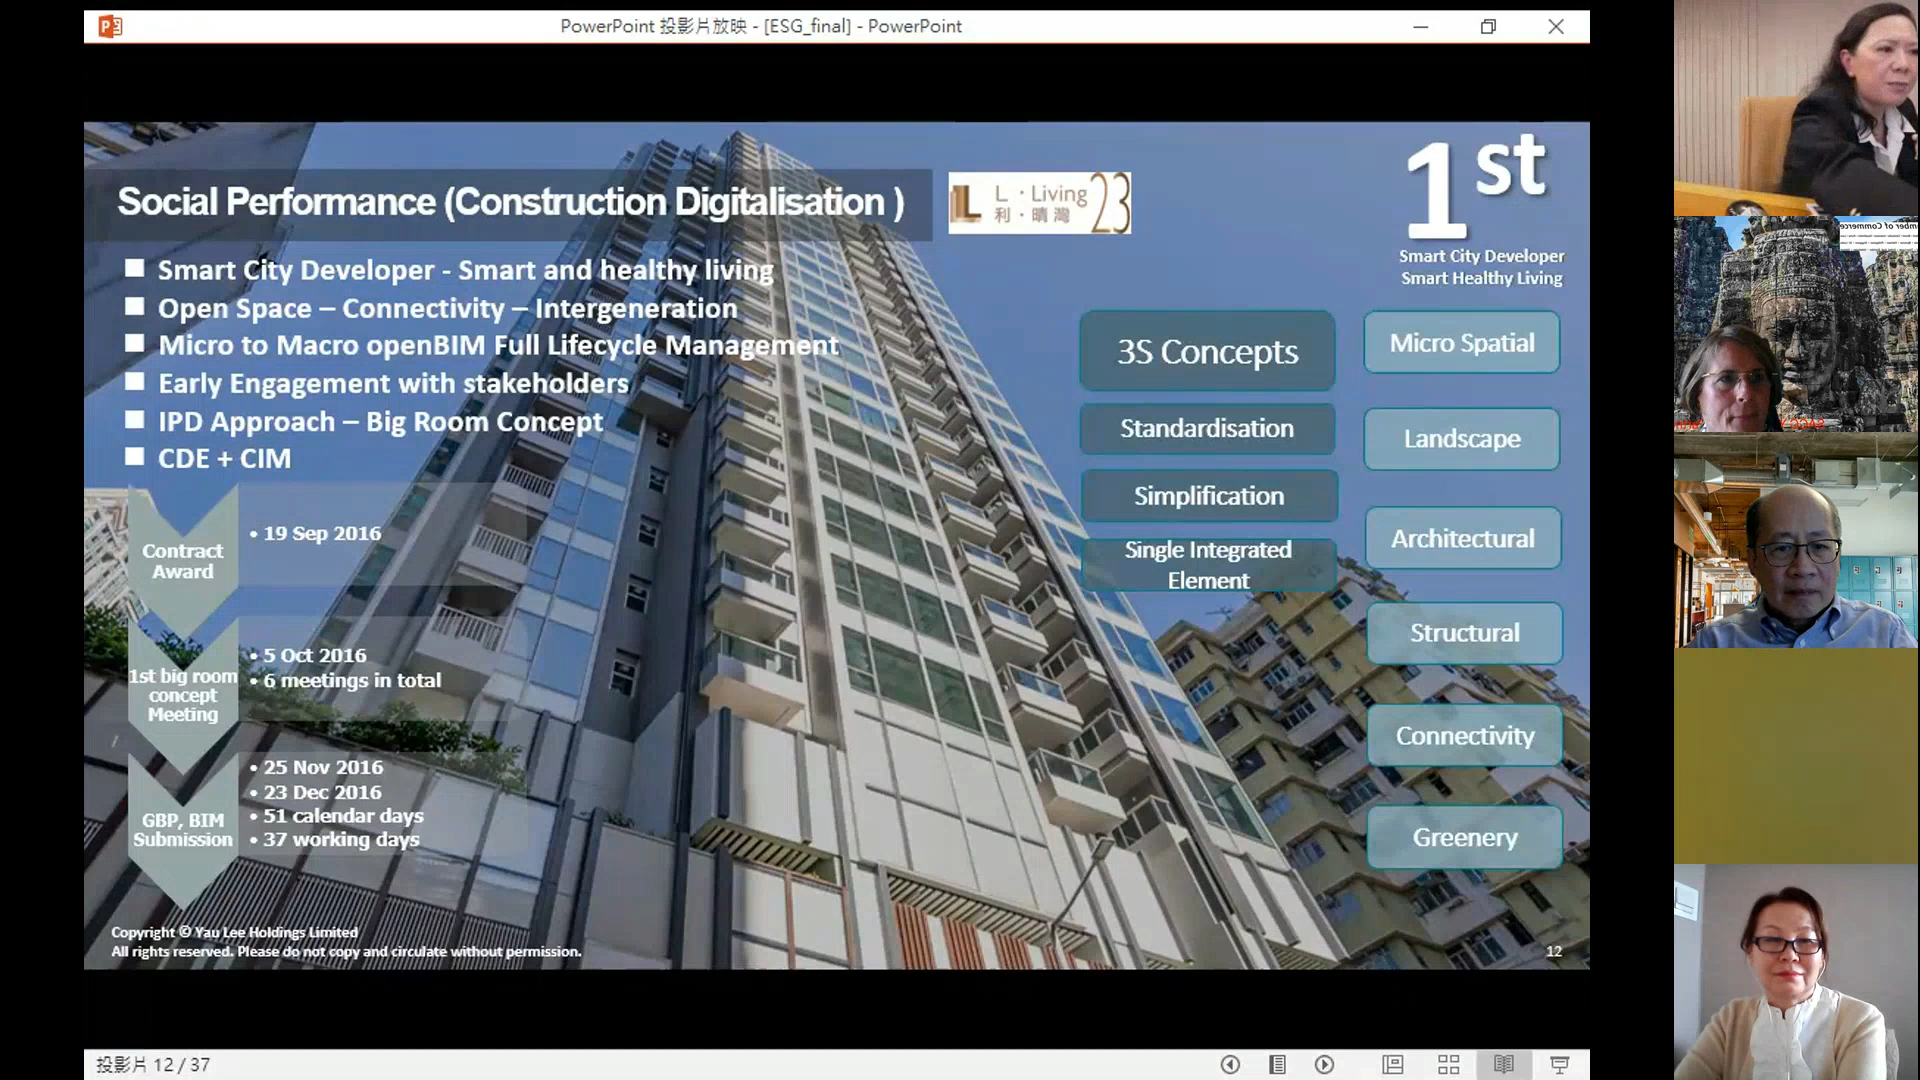 PowerPoint 投影片放映 - [ESG_final] - PowerPoint
Social Performance (Construction Digitalisation )
L · Living 23
利 · 晴灣
1st
Smart City Developer
Smart Healthy Living
Smart City Developer - Smart and healthy living
Open Space – Connectivity – Intergeneration
Micro to Macro openBIM Full Lifecycle Management
Early Engagement with stakeholders
IPD Approach – Big Room Concept
CDE + CIM
Contract
Award
• 19 Sep 2016
1st big room
concept
Meeting
• 5 Oct 2016
• 6 meetings in total
GBP, BIM
Submission
• 25 Nov 2016
• 23 Dec 2016
• 51 calendar days
• 37 working days
3S Concepts
Standardisation
Simplification
Single Integrated
Element
Micro Spatial
Landscape
Architectural
Structural
Connectivity
Greenery
Copyright © Yau Lee Holdings Limited
All rights reserved. Please do not copy and circulate without permission.
12
投影片 12 / 37